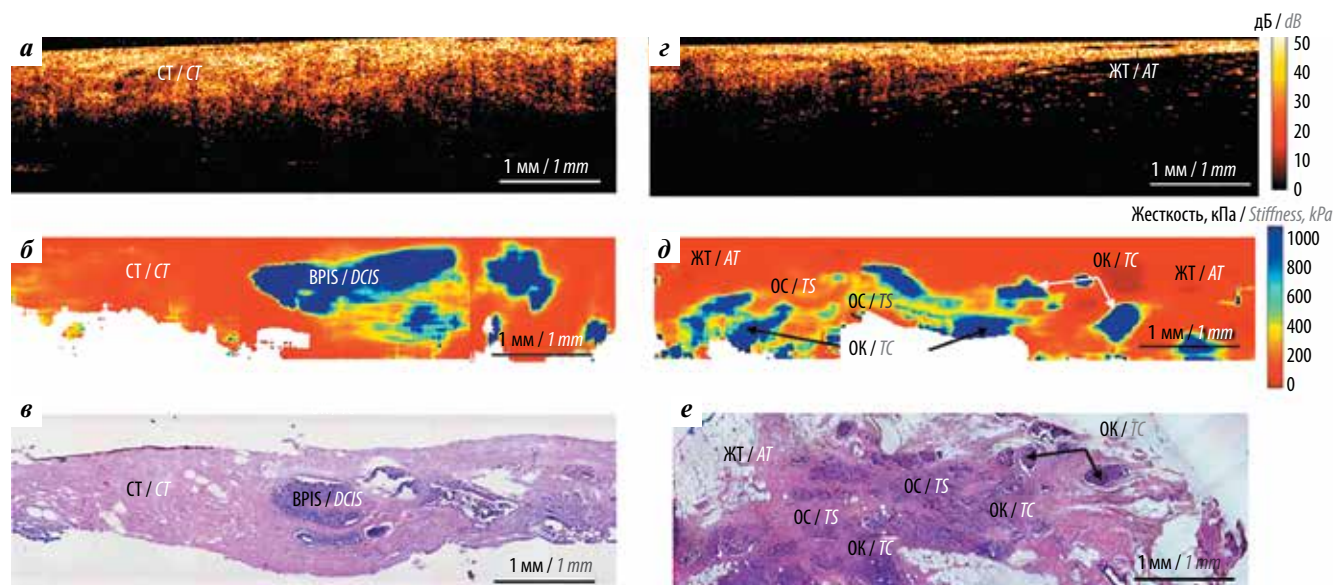 а
СТ / CT
1 мм / 1 mm
г
ЖТ / AT
1 мм / 1 mm
дБ / dB
50
40
30
20
10
0
б
СТ / CT
BPIS / DCIS
1 мм / 1 mm
д
ЖТ / AT
ОС / TS
ОС / TS
ОК / TC
ОК / TC
ЖТ / AT
1 мм / 1 mm
Жесткость, кПа / Stiffness, kPa
1000
800
600
400
200
0
в
СТ / CT
BPIS / DCIS
1 мм / 1 mm
е
ЖТ / AT
ОК / TC
ОС / TS
ОС / TS
ОК / TC
ОК / TC
1 мм / 1 mm